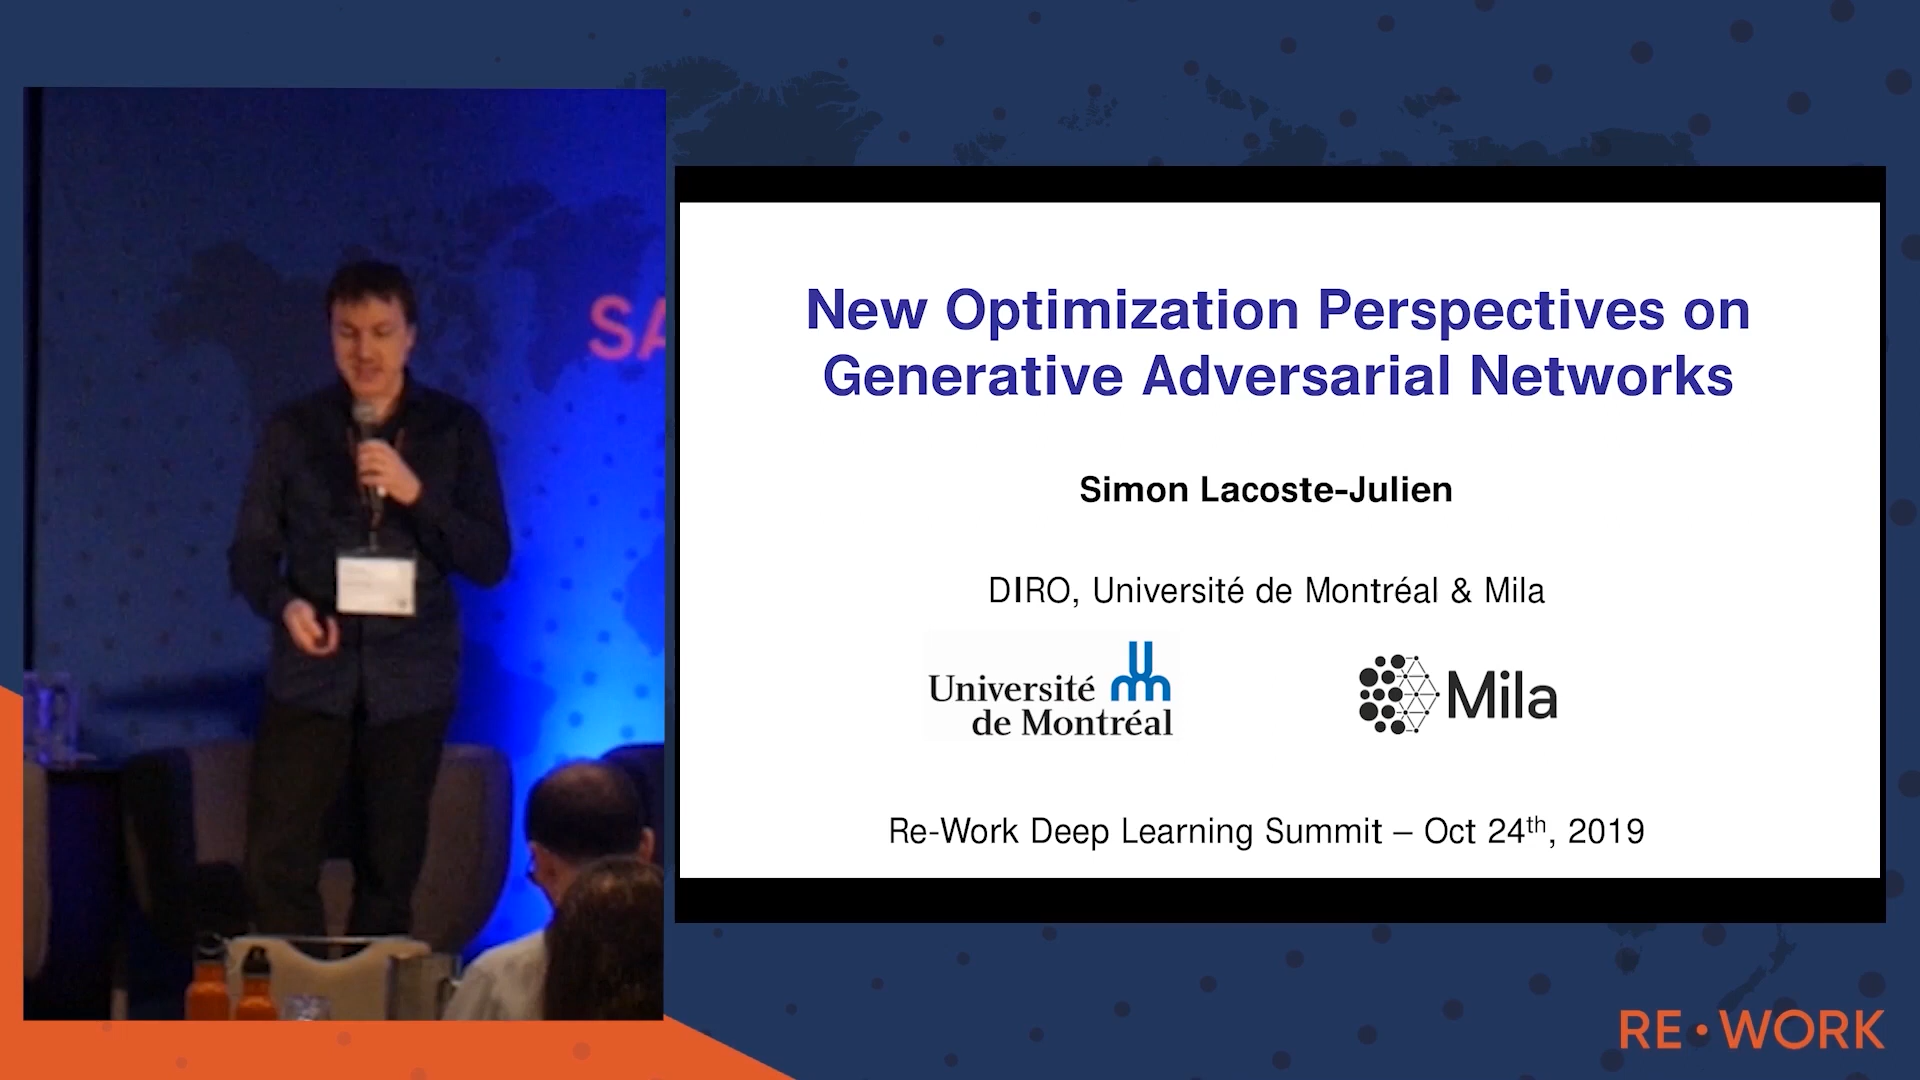 SA
New Optimization Perspectives on
Generative Adversarial Networks
Simon Lacoste-Julien
DIRO, Université de Montréal & Mila
Université
de Montréal
Mila
Re-Work Deep Learning Summit – Oct 24th, 2019
RE•WORK